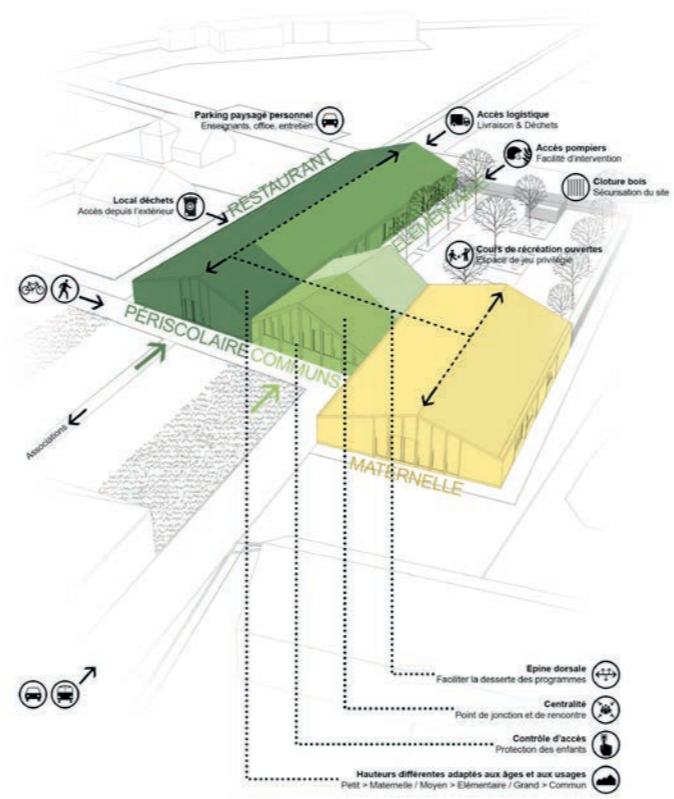 Parking paysagé personnel
Enseignants, office, entretien
Accès logistique
Livraison & Déchets
Accès pompiers
Facilité d'intervention
Cloture bois
Sécurisation du site
Local déchets
Accès depuis l'extérieur
RESTAURANT
ELEMENTAIRE
Cours de récréation ouvertes
Espace de jeu privilégié
PERISCOLAIRE
COMMUNS
MATERNELLE
Associations
Epine dorsale
Faciliter la desserte des programmes
Centralité
Point de jonction et de rencontre
Contrôle d'accès
Protection des enfants
Hauteurs différentes adaptés aux âges et aux usages
Petit > Maternelle / Moyen > Elémentaire / Grand > Commun